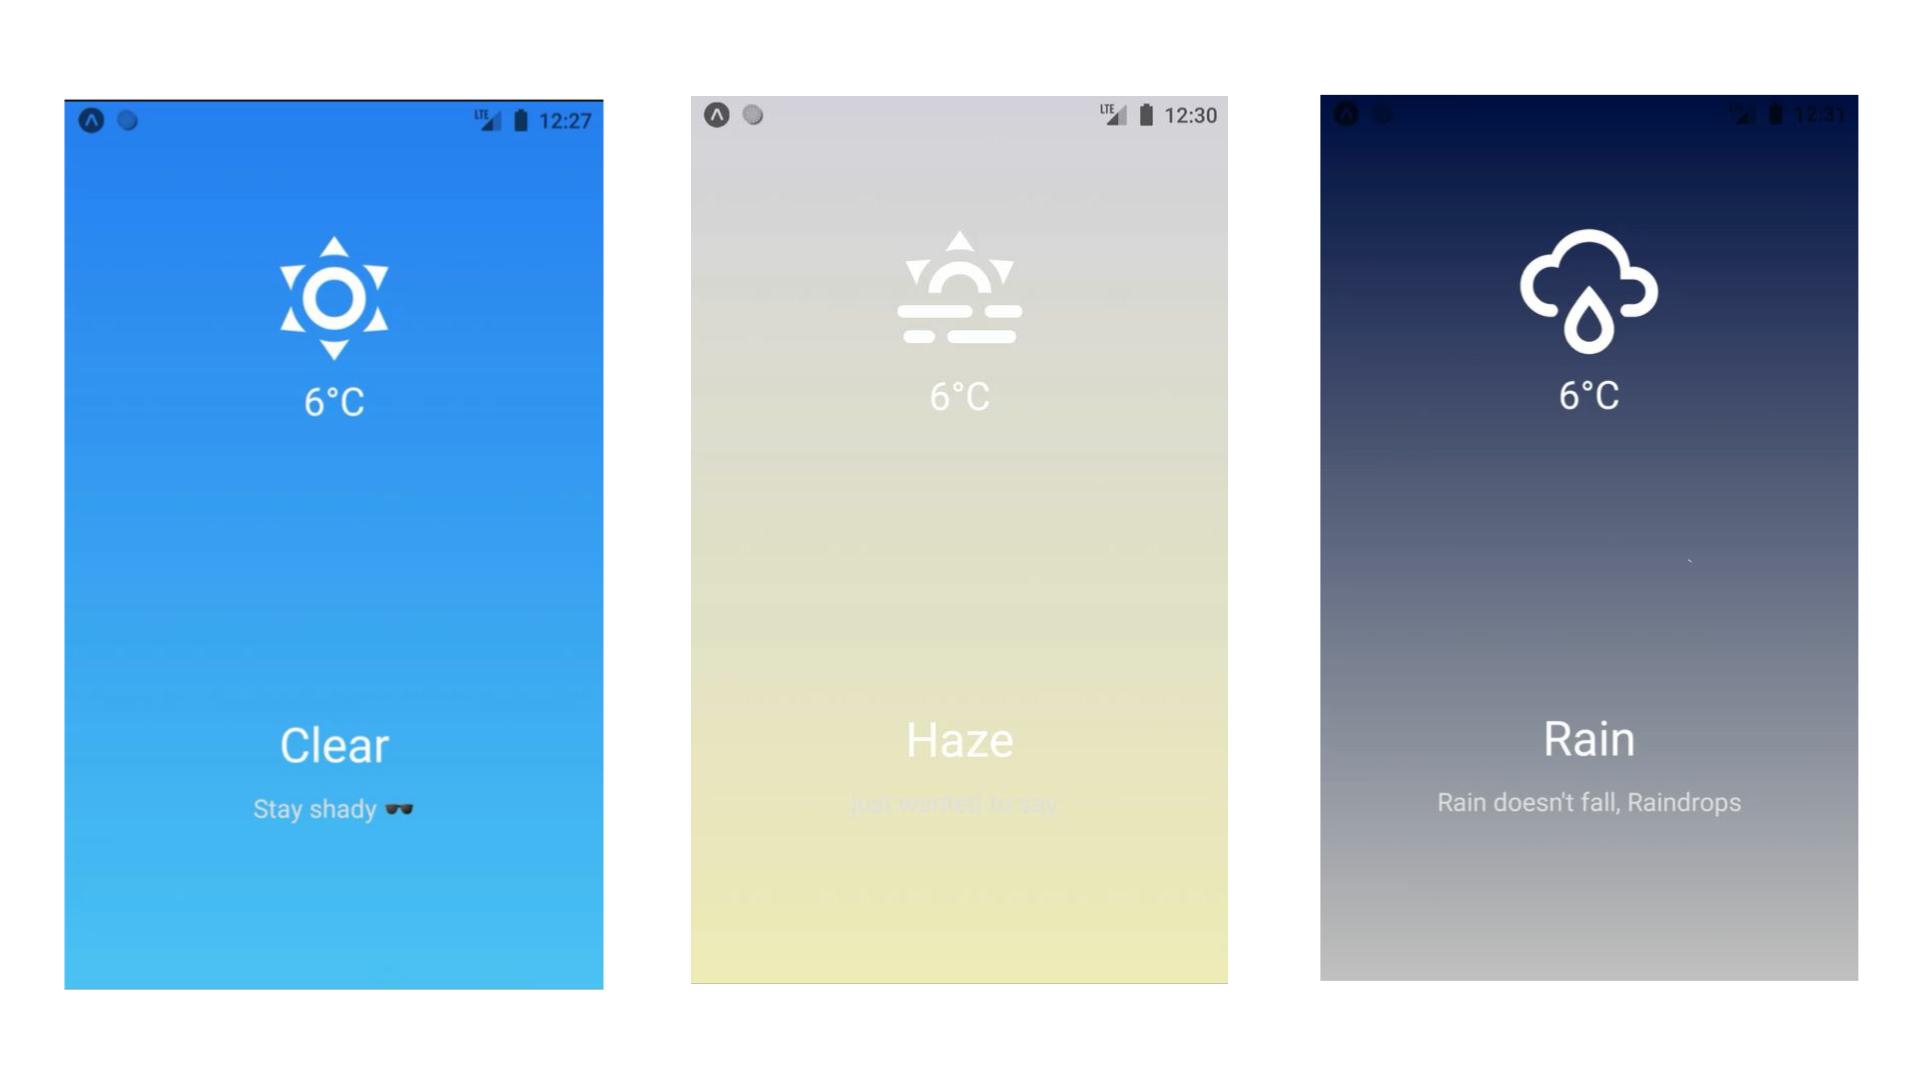 LTE 12:27
6°C
Clear
Stay shady 🕶️
LTE 12:30
6°C
Haze
just wanted to say
LTE 12:31
6°C
Rain
Rain doesn't fall, Raindrops